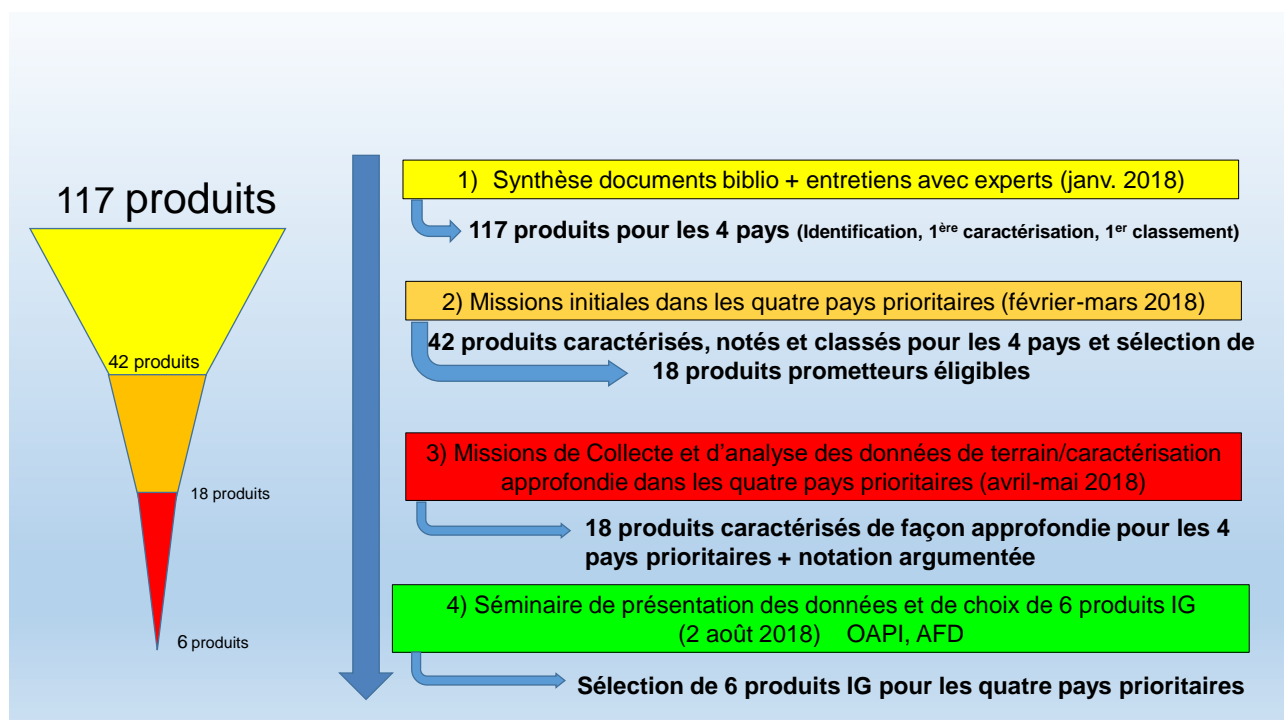 117 produits
42 produits
18 produits
6 produits
1) Synthèse documents biblio + entretiens avec experts (janv. 2018)
117 produits pour les 4 pays (Identification, 1ère caractérisation, 1er classement)
2) Missions initiales dans les quatre pays prioritaires (février-mars 2018)
42 produits caractérisés, notés et classés pour les 4 pays et sélection de
18 produits prometteurs éligibles
3) Missions de Collecte et d'analyse des données de terrain/caractérisation
approfondie dans les quatre pays prioritaires (avril-mai 2018)
18 produits caractérisés de façon approfondie pour les 4
pays prioritaires + notation argumentée
4) Séminaire de présentation des données et de choix de 6 produits IG
(2 août 2018) OAPI, AFD
Sélection de 6 produits IG pour les quatre pays prioritaires